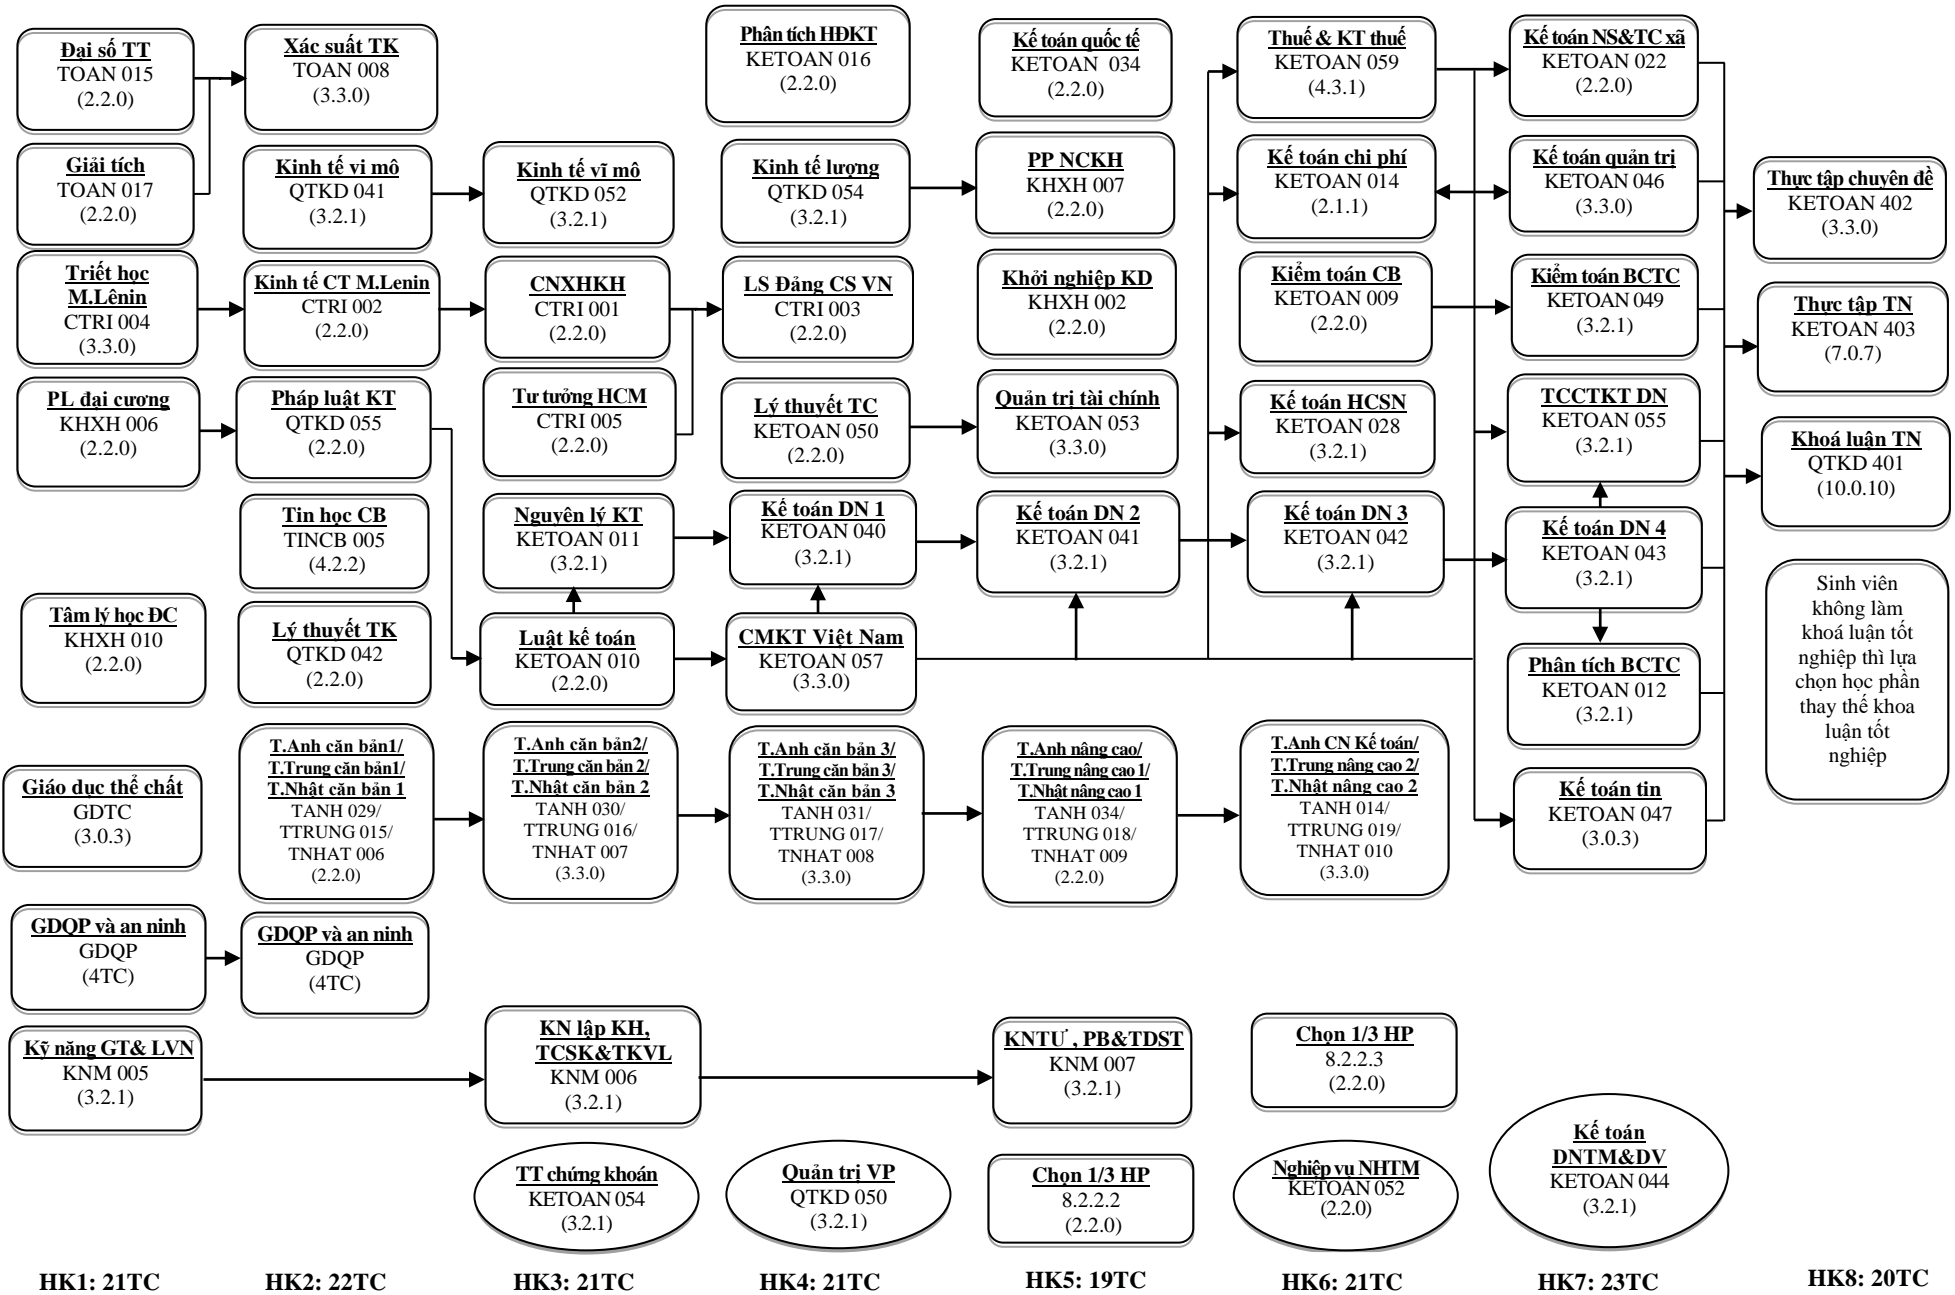 Đại số TT
TOAN 015
(2.2.0)
Giải tích
TOAN 017
(2.2.0)
Triết học
M.Lênin
CTRI 004
(3.3.0)
PL đại cương
KHXH 006
(2.2.0)
Tâm lý học ĐC
KHXH 010
(2.2.0)
Giáo dục thể chất
GDTC
(3.0.3)
GDQP và an ninh
GDQP
(4TC)
Kỹ năng GT& LVN
KNM 005
(3.2.1)
HK1: 21TC
Xác suất TK
TOAN 008
(3.3.0)
Kinh tế vi mô
QTKD 041
(3.2.1)
Kinh tế CT M.Lenin
CTRI 002
(2.2.0)
Pháp luật KT
QTKD 055
(2.2.0)
Tin học CB
TINCB 005
(4.2.2)
Lý thuyết TK
QTKD 042
(2.2.0)
T.Anh căn bản1/
T.Trung căn bản1/
T.Nhật căn bản 1
TANH 029/
TTRUNG 015/
TNHAT 006
(2.2.0)
GDQP và an ninh
GDQP
(4TC)
HK2: 22TC
Kinh tế vĩ mô
QTKD 052
(3.2.1)
CNXHKH
CTRI 001
(2.2.0)
Tư tưởng HCM
CTRI 005
(2.2.0)
Nguyên lý KT
KETOAN 011
(3.2.1)
Luật kế toán
KETOAN 010
(2.2.0)
T.Anh căn bản2/
T.Trung căn bản 2/
T.Nhật căn bản 2
TANH 030/
TTRUNG 016/
TNHAT 007
(3.3.0)
KN lập KH,
TCSK&TKVL
KNM 006
(3.2.1)
TT chứng khoán
KETOAN 054
(3.2.1)
HK3: 21TC
Phân tích HĐKT
KETOAN 016
(2.2.0)
Kinh tế lượng
QTKD 054
(3.2.1)
LS Đảng CS VN
CTRI 003
(2.2.0)
Lý thuyết TC
KETOAN 050
(2.2.0)
Kế toán DN 1
KETOAN 040
(3.2.1)
CMKT Việt Nam
KETOAN 057
(3.3.0)
T.Anh căn bản 3/
T.Trung căn bản 3/
T.Nhật căn bản 3
TANH 031/
TTRUNG 017/
TNHAT 008
(3.3.0)
Quản trị VP
QTKD 050
(3.2.1)
HK4: 21TC
Kế toán quốc tế
KETOAN 034
(2.2.0)
PP NCKH
KHXH 007
(2.2.0)
Khởi nghiệp KD
KHXH 002
(2.2.0)
Quản trị tài chính
KETOAN 053
(3.3.0)
Kế toán DN 2
KETOAN 041
(3.2.1)
T.Anh nâng cao/
T.Trung nâng cao 1/
T.Nhật nâng cao 1
TANH 034/
TTRUNG 018/
TNHAT 009
(2.2.0)
KNTƯ, PB&TDST
KNM 007
(3.2.1)
Chọn 1/3 HP
8.2.2.2
(2.2.0)
HK5: 19TC
Thuế & KT thuế
KETOAN 059
(4.3.1)
Kế toán chi phí
KETOAN 014
(2.1.1)
Kiểm toán CB
KETOAN 009
(2.2.0)
Kế toán HCSN
KETOAN 028
(3.2.1)
Kế toán DN 3
KETOAN 042
(3.2.1)
T.Anh CN Kế toán/
T.Trung nâng cao 2/
T.Nhật nâng cao 2
TANH 014/
TTRUNG 019/
TNHAT 010
(3.3.0)
Chọn 1/3 HP
8.2.2.3
(2.2.0)
Nghiệp vụ NHTM
KETOAN 052
(2.2.0)
HK6: 21TC
Kế toán NS&TC xã
KETOAN 022
(2.2.0)
Kế toán quản trị
KETOAN 046
(3.3.0)
Kiểm toán BCTC
KETOAN 049
(3.2.1)
TCCTKT DN
KETOAN 055
(3.2.1)
Kế toán DN 4
KETOAN 043
(3.2.1)
Phân tích BCTC
KETOAN 012
(3.2.1)
Kế toán tin
KETOAN 047
(3.0.3)
Kế toán
DNTM&DV
KETOAN 044
(3.2.1)
HK7: 23TC
Thực tập chuyên đề
KETOAN 402
(3.3.0)
Thực tập TN
KETOAN 403
(7.0.7)
Khoá luận TN
QTKD 401
(10.0.10)
Sinh viên
không làm
khoá luận tốt
nghiệp thì lựa
chọn học phần
thay thế khoa
luận tốt
nghiệp
HK8: 20TC